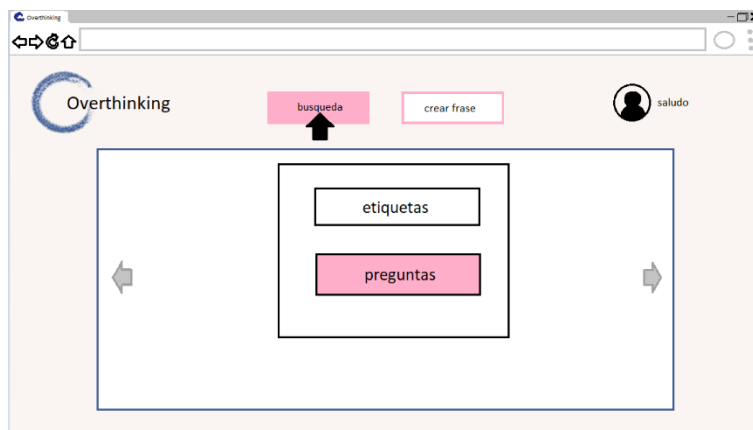 Overthinking
Overthinking
busqueda
crear frase
saludo
etiquetas
preguntas